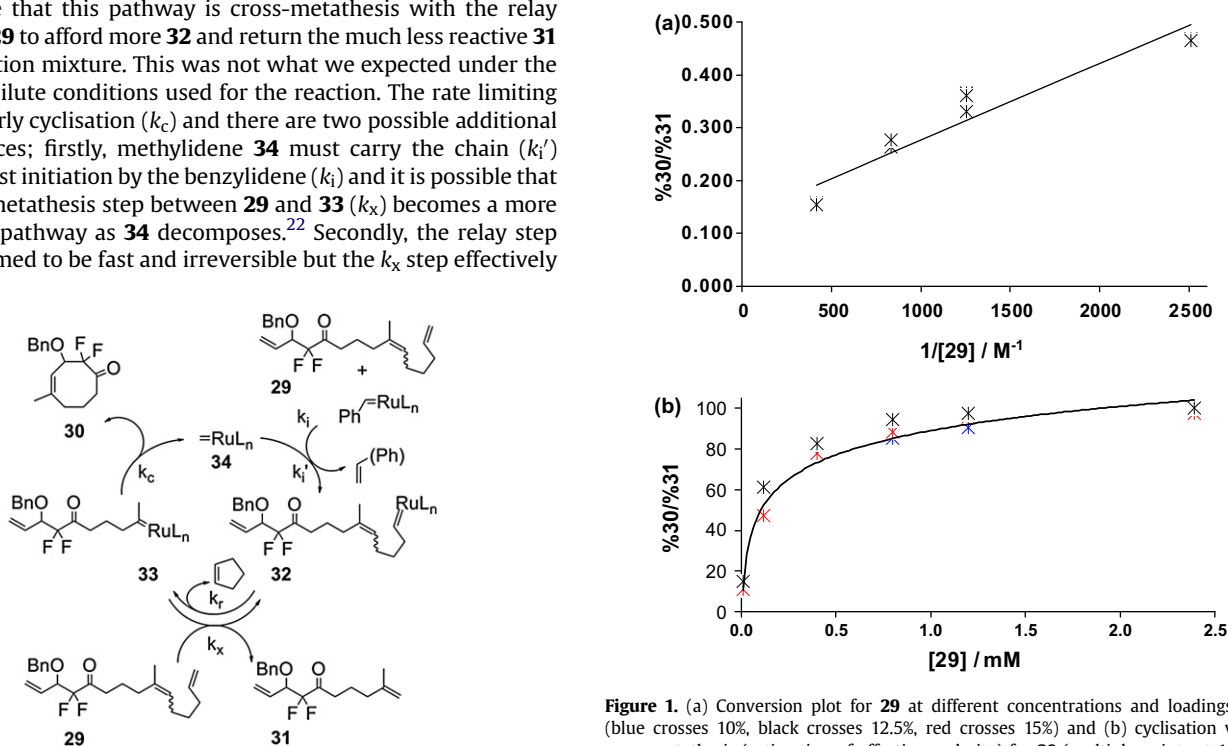 e that this pathway is cross-metathesis with the relay
29 to afford more 32 and return the much less reactive 31
tion mixture. This was not what we expected under the
ilute conditions used for the reaction. The rate limiting
rly cyclisation (kc) and there are two possible additional
ces; firstly, methylidene 34 must carry the chain (ki′)
st initiation by the benzylidene (ki) and it is possible that
metathesis step between 29 and 33 (kx) becomes a more
pathway as 34 decomposes.22 Secondly, the relay step
med to be fast and irreversible but the kx step effectively
BnO
O
F F
29
+
Ph
RuLn
BnO
F
F
O
30
kc
=RuLn
34
ki
ki'
(Ph)
BnO
O
F F
RuLn
33
BnO
O
F F
RuLn
32
kr
kx
BnO
O
F F
29
BnO
O
F F
31
(a)
0.500
0.400
0.300
0.200
0.100
0.000
%30/%31
0
500
1000
1500
2000
2500
1/[29] / M-1
(b)
100
80
60
40
20
0
%30/%31
0.0
0.5
1.0
1.5
2.0
2.5
[29] / mM
Figure 1. (a) Conversion plot for 29 at different concentrations and loadings
(blue crosses 10%, black crosses 12.5%, red crosses 15%) and (b) cyclisation